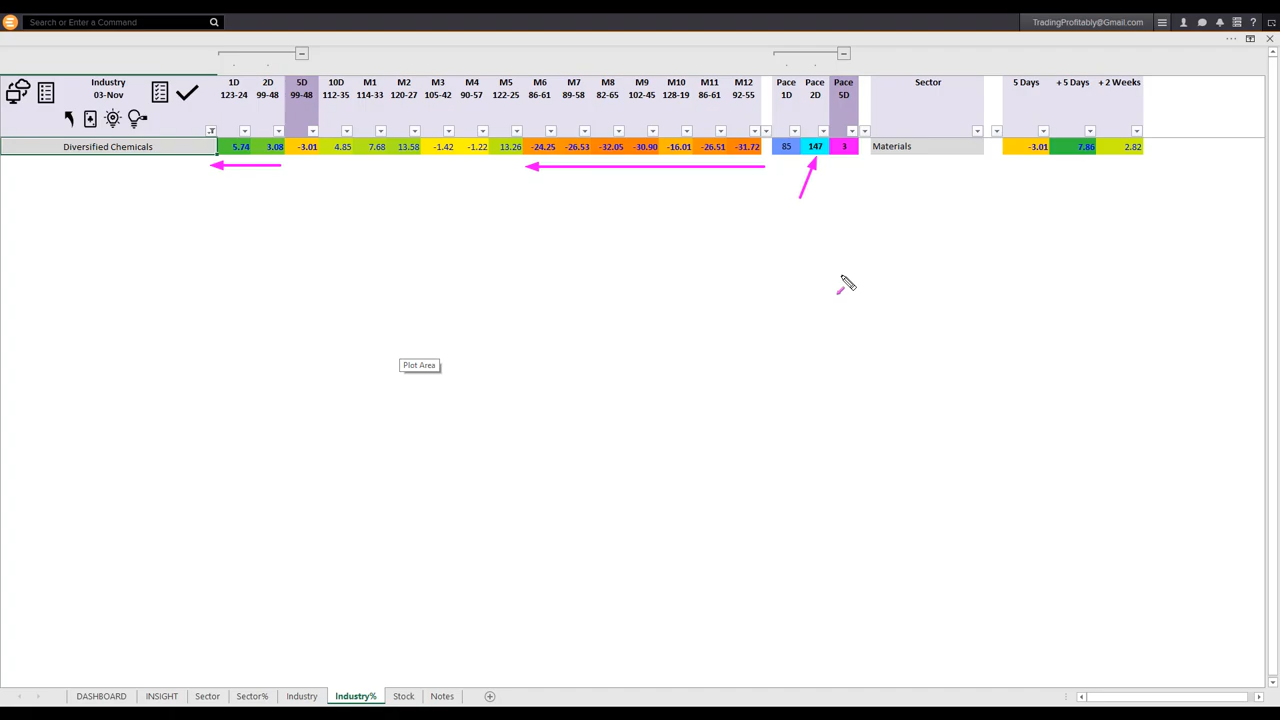 Search or Enter a Command
TradingProfitably@Gmail.com
Industry 1D 2D 5D 10D M1 M2 M3 M4 M5 M6 M7 M8 M9 M10 M11 M12 Pace Pace Pace Sector 5 Days + 5 Days + 2 Weeks
03-Nov 123-24 99-48 99-48 112-35 114-33 120-27 105-42 90-57 122-25 86-61 89-58 82-65 102-45 128-19 86-61 92-55 1D 2D 5D
Diversified Chemicals 5.74 3.08 -3.01 4.85 7.68 13.58 -1.42 -1.22 13.26 -24.25 -26.53 -32.05 -30.90 -16.01 -26.51 -31.72 85 147 3 Materials -3.01 7.86 2.82
Plot Area
DASHBOARD INSIGHT Sector Sector% Industry Industry% Stock Notes